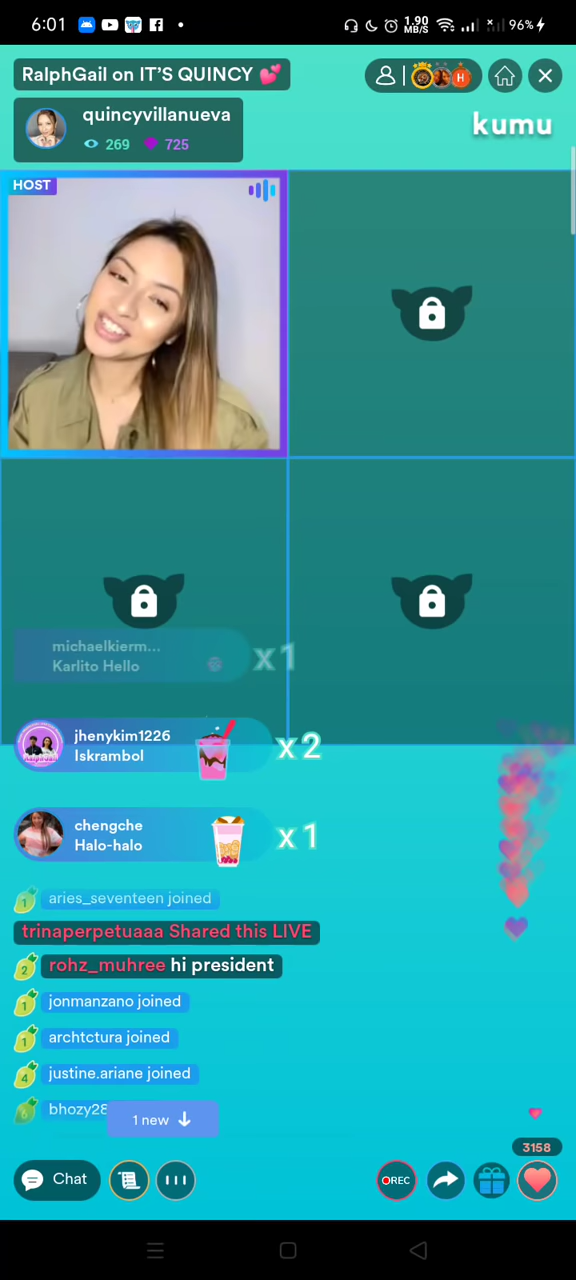 6:01
1.90
MB/S
96%
RalphGail on IT'S QUINCY 💕
H
quincyvillanueva
269
725
kumu
HOST
michaelkierm...
Karlito Hello
x1
jhenykim1226
Iskrambol
x2
chengche
Halo-halo
x1
1 aries_seventeen joined
trinaperpetuaaa Shared this LIVE
2 rohz_muhree hi president
1 jonmanzano joined
1 archtctura joined
4 justine.ariane joined
bhozy28
1 new
3158
Chat
REC